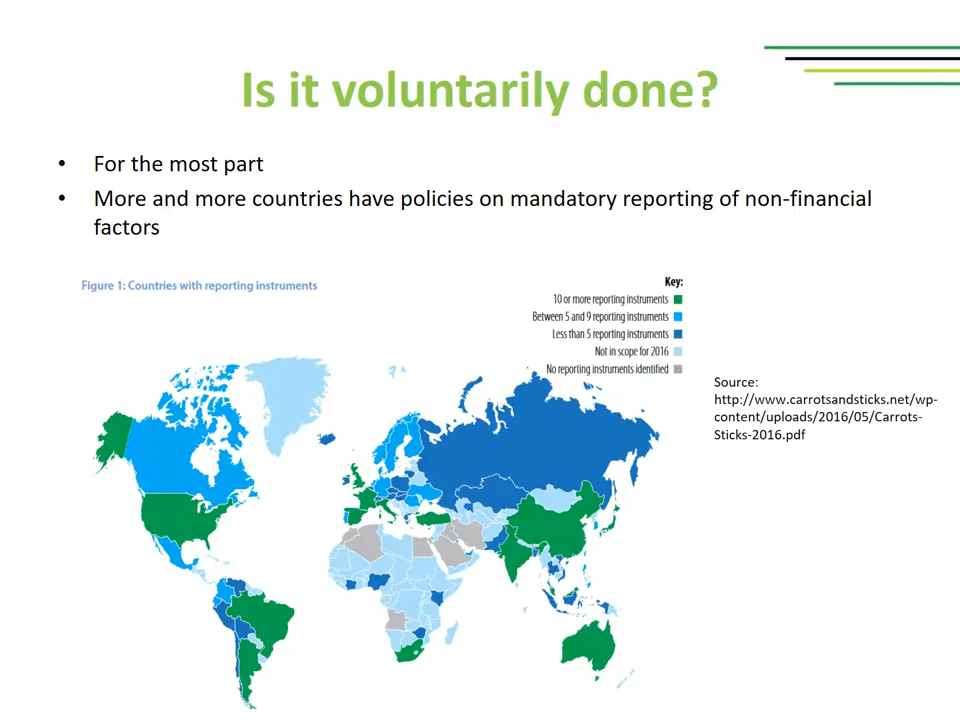 Is it voluntarily done?
• For the most part
• More and more countries have policies on mandatory reporting of non-financial
factors
Figure 1: Countries with reporting instruments
Key:
10 or more reporting instruments
Between 5 and 9 reporting instruments
Less than 5 reporting instruments
Not in scope for 2016
No reporting instruments identified
Source:
http://www.carrotsandsticks.net/wp-
content/uploads/2016/05/Carrots-
Sticks-2016.pdf